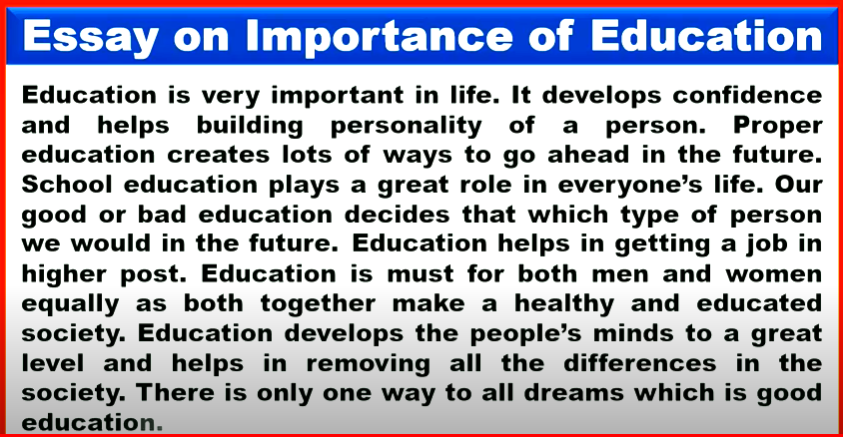 Essay on Importance of Education
Education is very important in life. It develops confidence
and helps building personality of a person. Proper
education creates lots of ways to go ahead in the future.
School education plays a great role in everyone’s life. Our
good or bad education decides that which type of person
we would in the future. Education helps in getting a job in
higher post. Education is must for both men and women
equally as both together make a healthy and educated
society. Education develops the people’s minds to a great
level and helps in removing all the differences in the
society. There is only one way to all dreams which is good
education.